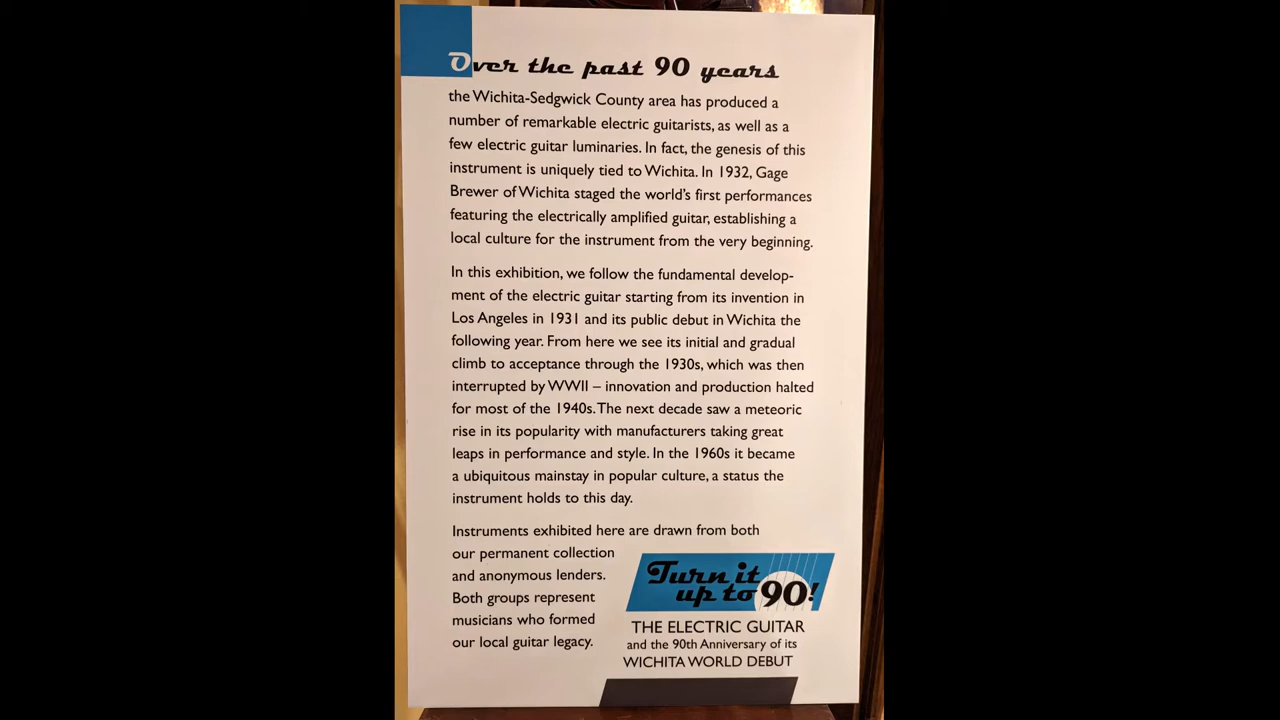 Over the past 90 years
the Wichita-Sedgwick County area has produced a
number of remarkable electric guitarists, as well as a
few electric guitar luminaries. In fact, the genesis of this
instrument is uniquely tied to Wichita. In 1932, Gage
Brewer of Wichita staged the world's first performances
featuring the electrically amplified guitar, establishing a
local culture for the instrument from the very beginning.
In this exhibition, we follow the fundamental develop-
ment of the electric guitar starting from its invention in
Los Angeles in 1931 and its public debut in Wichita the
following year. From here we see its initial and gradual
climb to acceptance through the 1930s, which was then
interrupted by WWII – innovation and production halted
for most of the 1940s. The next decade saw a meteoric
rise in its popularity with manufacturers taking great
leaps in performance and style. In the 1960s it became
a ubiquitous mainstay in popular culture, a status the
instrument holds to this day.
Instruments exhibited here are drawn from both
our permanent collection
and anonymous lenders.
Both groups represent
musicians who formed
our local guitar legacy.
Turn it
up to 90!
THE ELECTRIC GUITAR
and the 90th Anniversary of its
WICHITA WORLD DEBUT